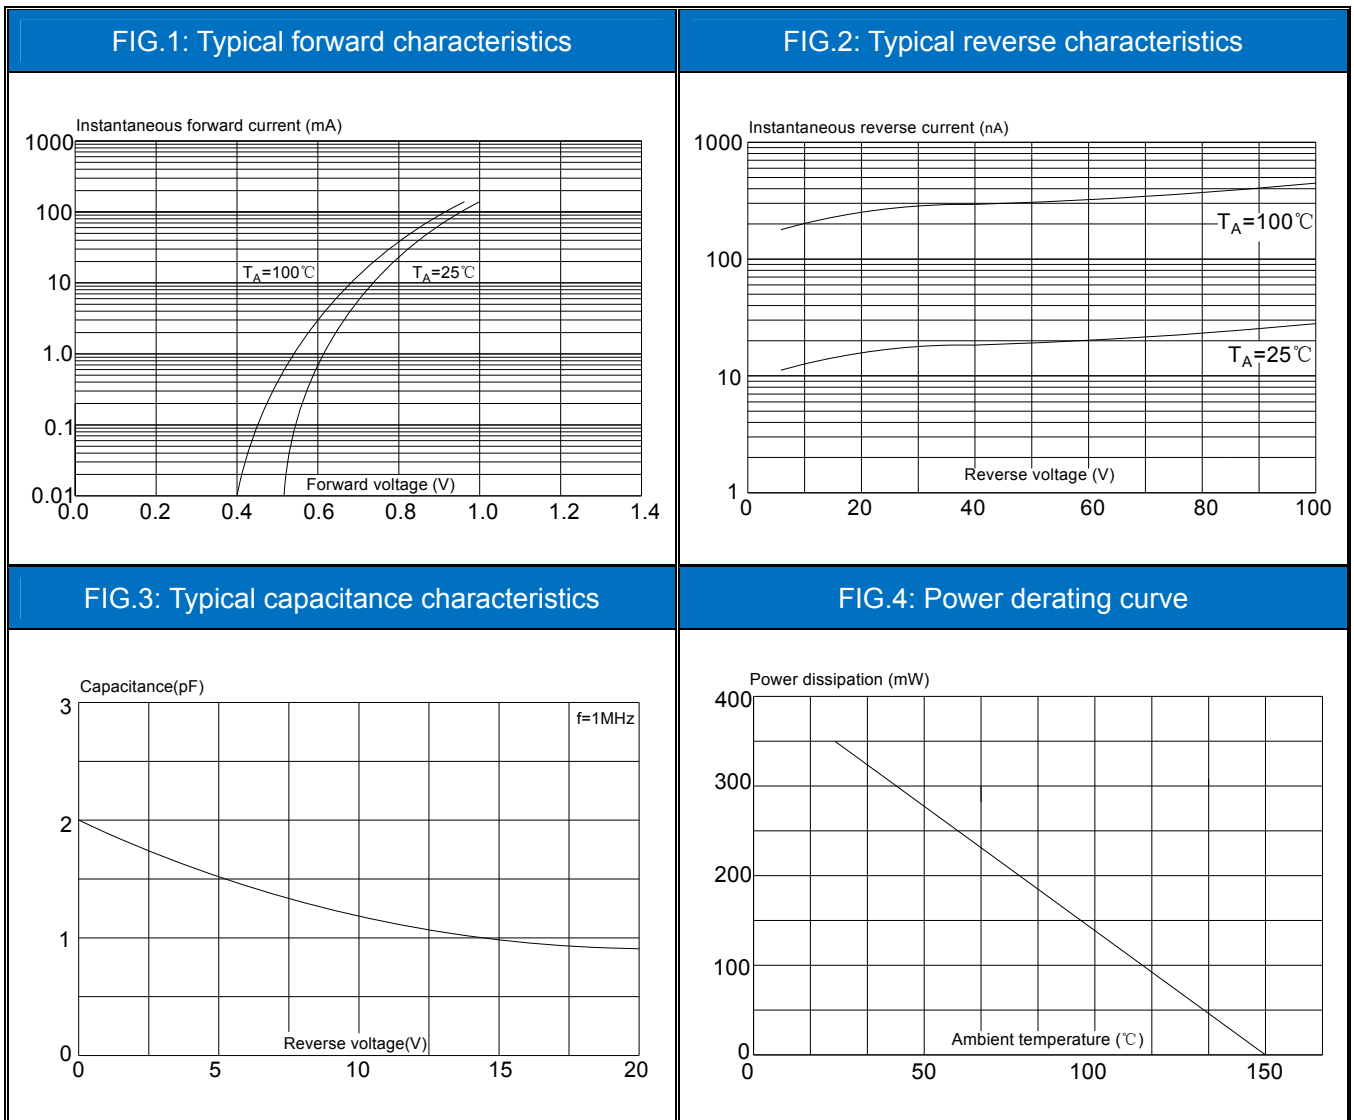 FIG.1: Typical forward characteristics
Instantaneous forward current (mA)
1000
100
10
1.0
0.1
0.01
T_A=100℃
T_A=25℃
Forward voltage (V)
0.0 0.2 0.4 0.6 0.8 1.0 1.2 1.4
FIG.2: Typical reverse characteristics
Instantaneous reverse current (nA)
1000
100
10
1
T_A=100℃
T_A=25℃
Reverse voltage (V)
0 20 40 60 80 100
FIG.3: Typical capacitance characteristics
Capacitance(pF)
3
2
1
0
f=1MHz
Reverse voltage(V)
0 5 10 15 20
FIG.4: Power derating curve
Power dissipation (mW)
400
300
200
100
0
Ambient temperature (℃)
0 50 100 150